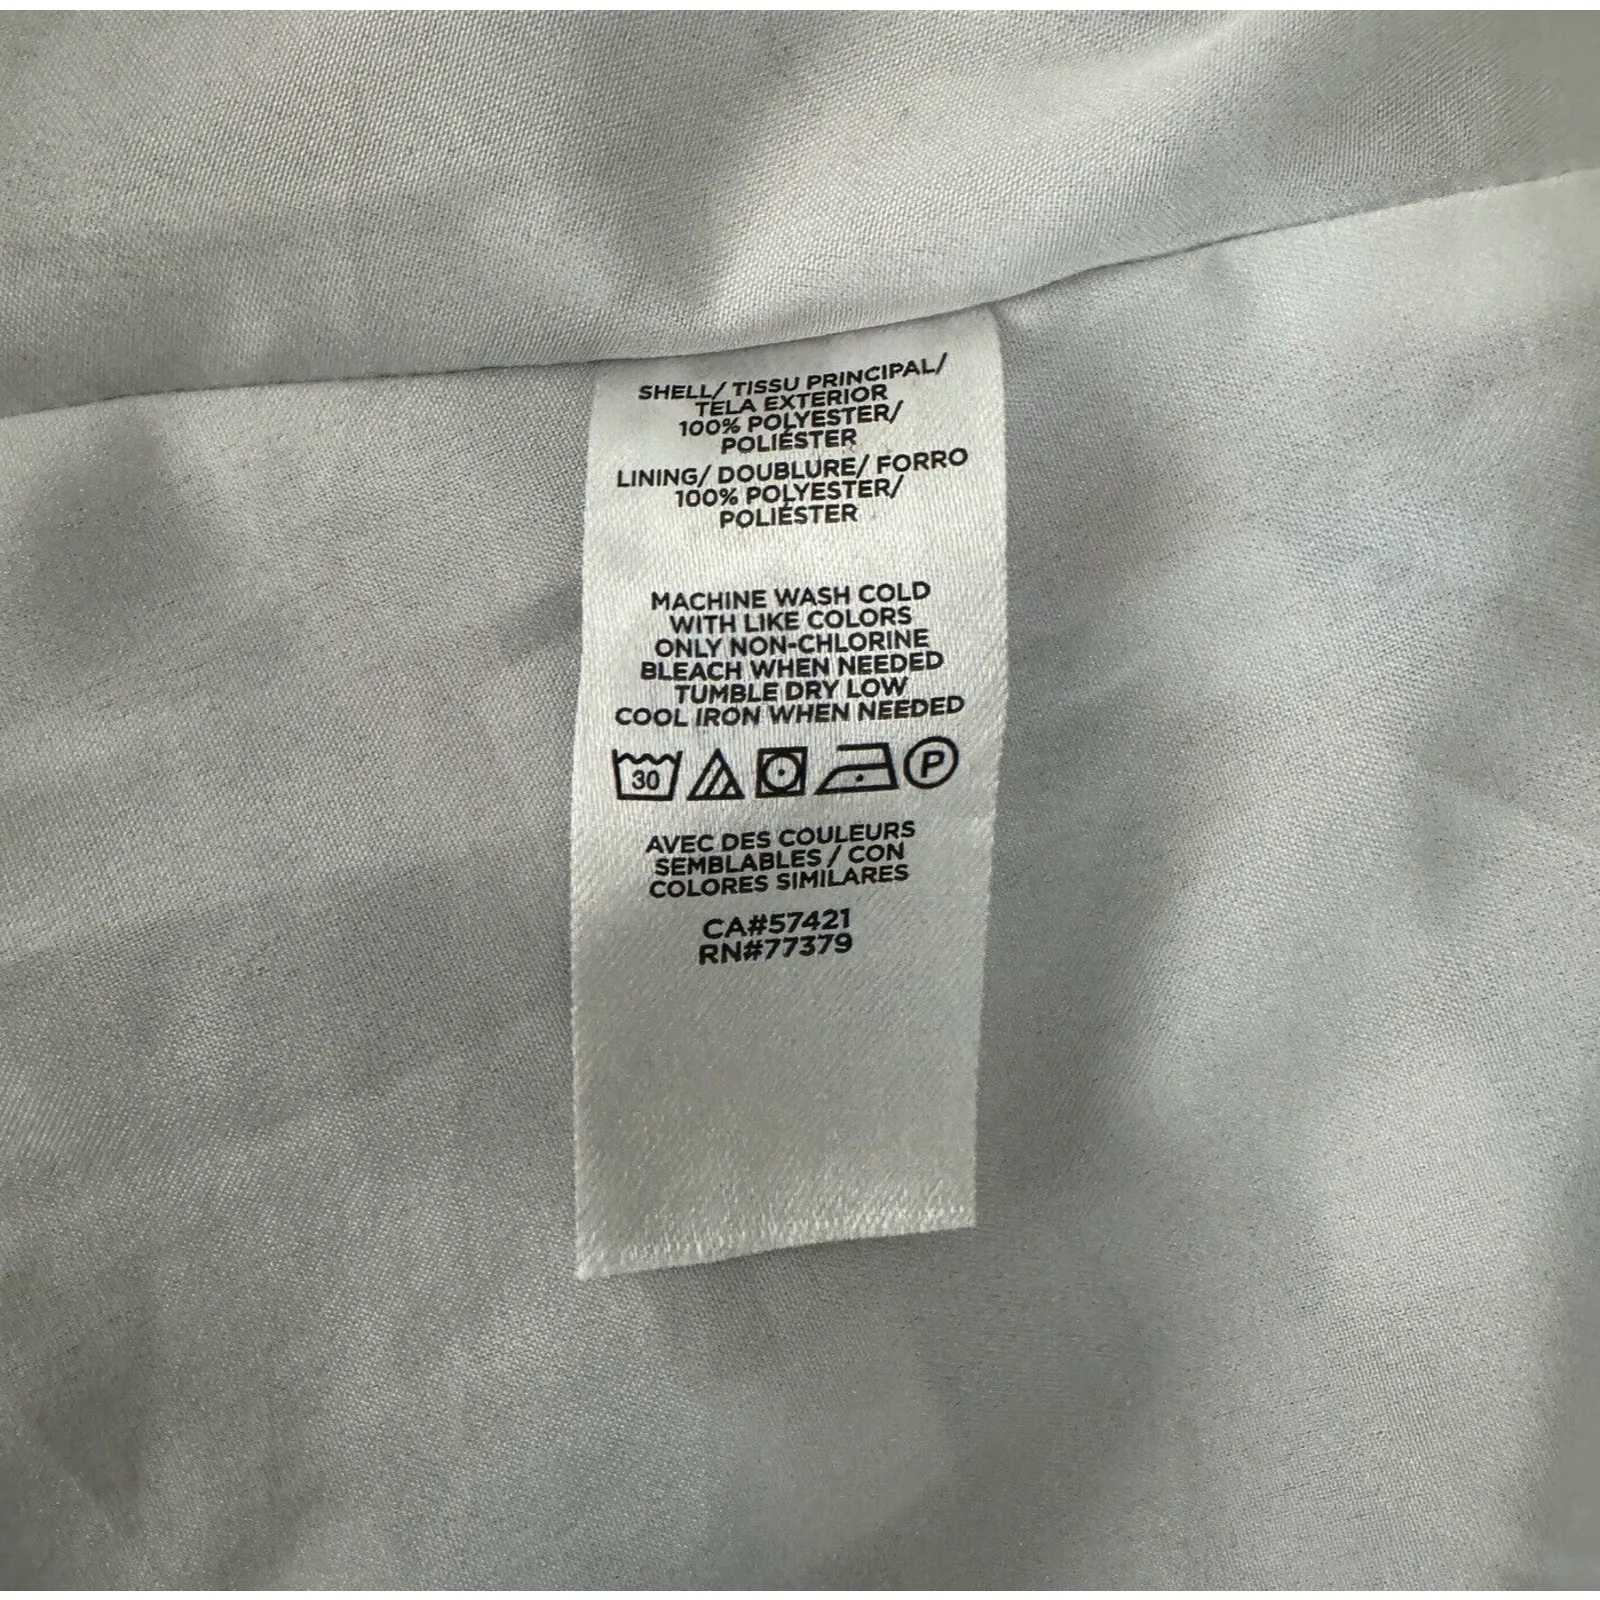 SHELL/ TISSU PRINCIPAL/
TELA EXTERIOR
100% POLYESTER/
POLIÉSTER
LINING/ DOUBLURE/ FORRO
100% POLYESTER/
POLIÉSTER
MACHINE WASH COLD
WITH LIKE COLORS
ONLY NON-CHLORINE
BLEACH WHEN NEEDED
TUMBLE DRY LOW
COOL IRON WHEN NEEDED
30 P
AVEC DES COULEURS
SEMBLABLES / CON
COLORES SIMILARES
CA#57421
RN#77379